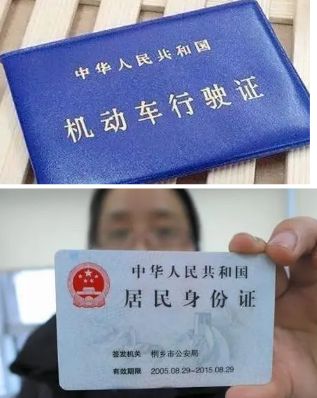 中华人民共和国
机动车行驶证
中华人民共和国
居民身份证
签发机关 桐乡市公安局
有效期限 2005.08.29-2015.08.29